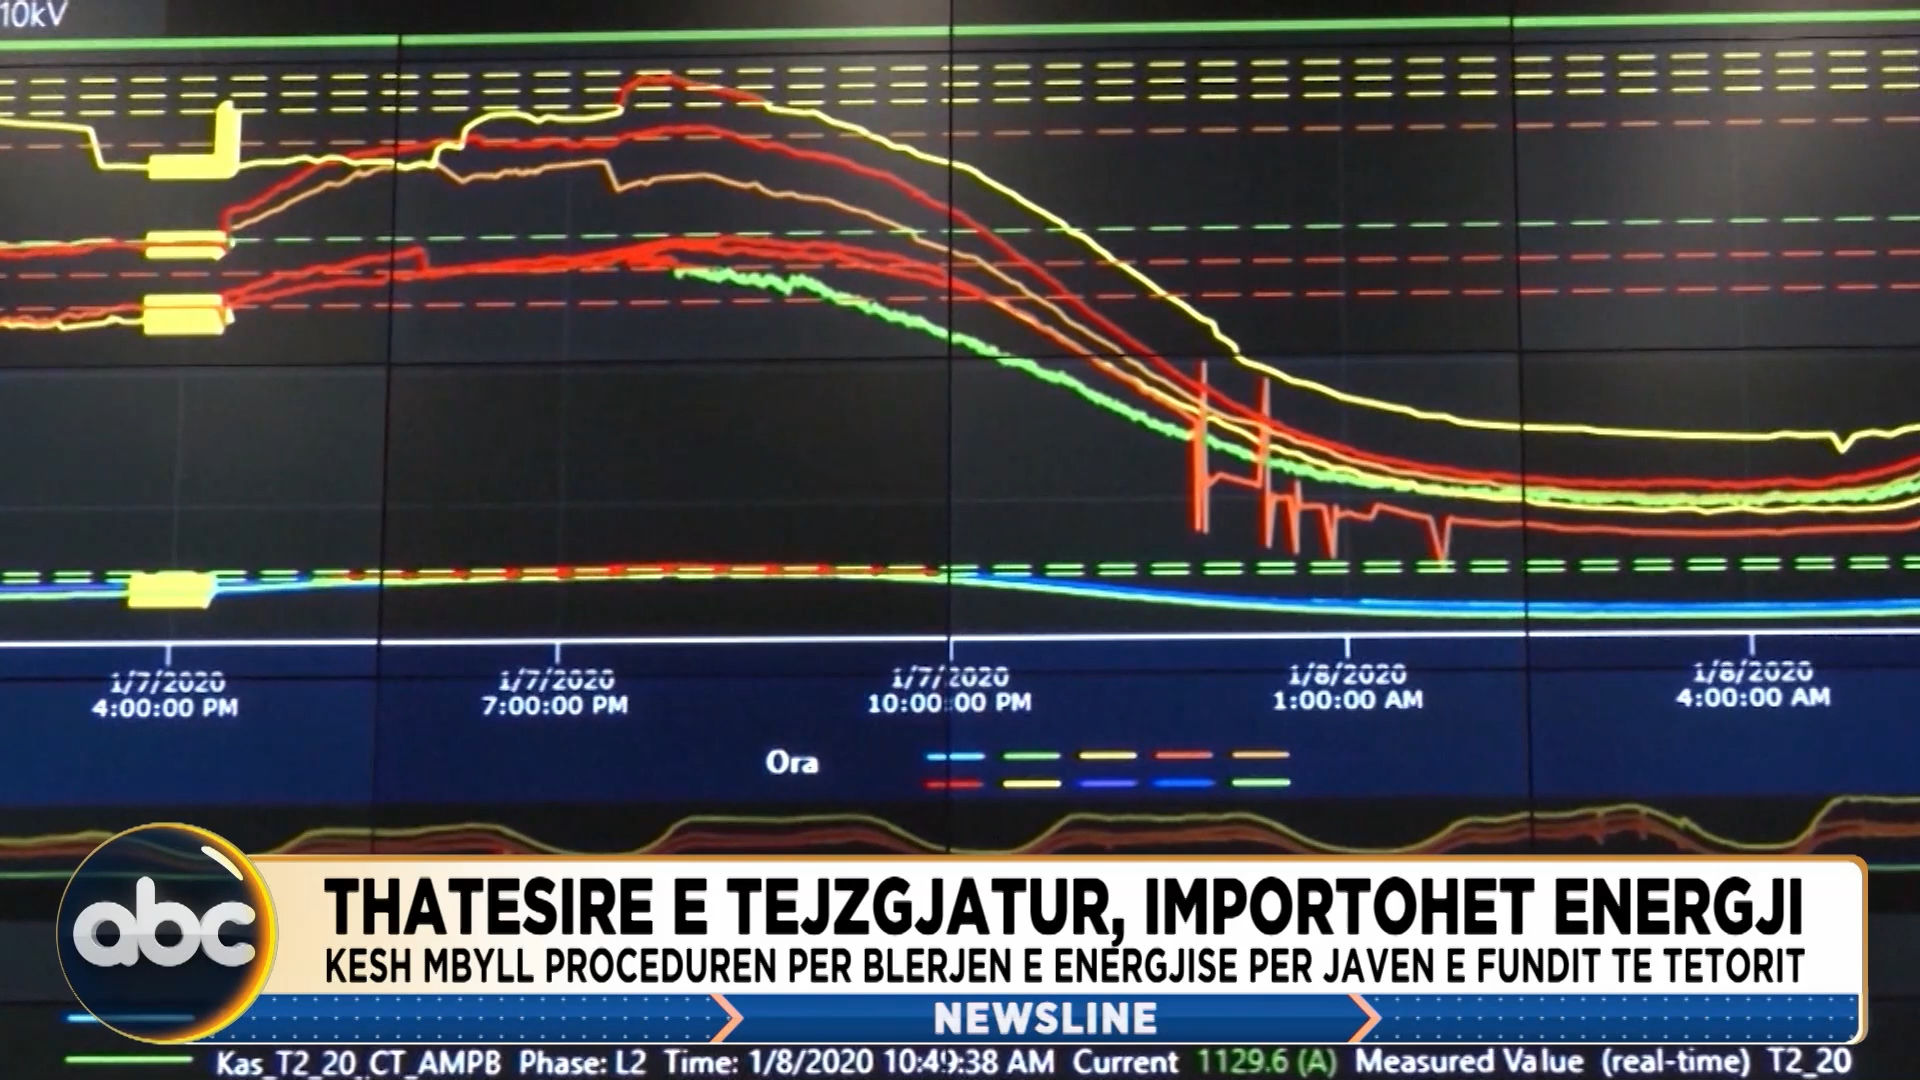 10kV
1/7/2020 1/7/2020 1/7/2020 1/8/2020 1/8/2020
4:00:00 PM 7:00:00 PM 10:00:00 PM 1:00:00 AM 4:00:00 AM
Ora
abc
THATESIRE E TEJZGJATUR, IMPORTOHET ENERGJI
KESH MBYLL PROCEDUREN PER BLERJEN E ENERGJISE PER JAVEN E FUNDIT TE TETORIT
NEWSLINE
Kas_T2_20_CT_AMPB Phase: L2 Time: 1/8/2020 10:49:38 AM Current 1129.6 (A) Measured Value (real-time) T2_20